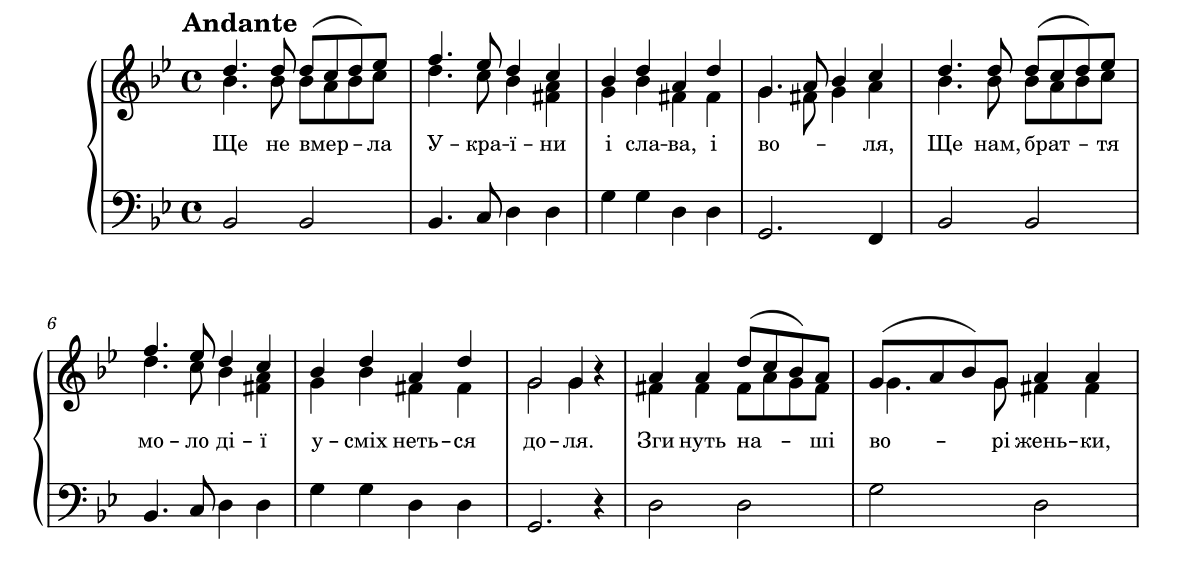 Andante
Ще не вмер – ла У – кра-ї – ни і сла-ва, і во – ля, Ще нам, брат – тя
6
мо – ло ді – ї у – сміх неть – ся до – ля. Зги нуть на – ші во – рі жень – ки,